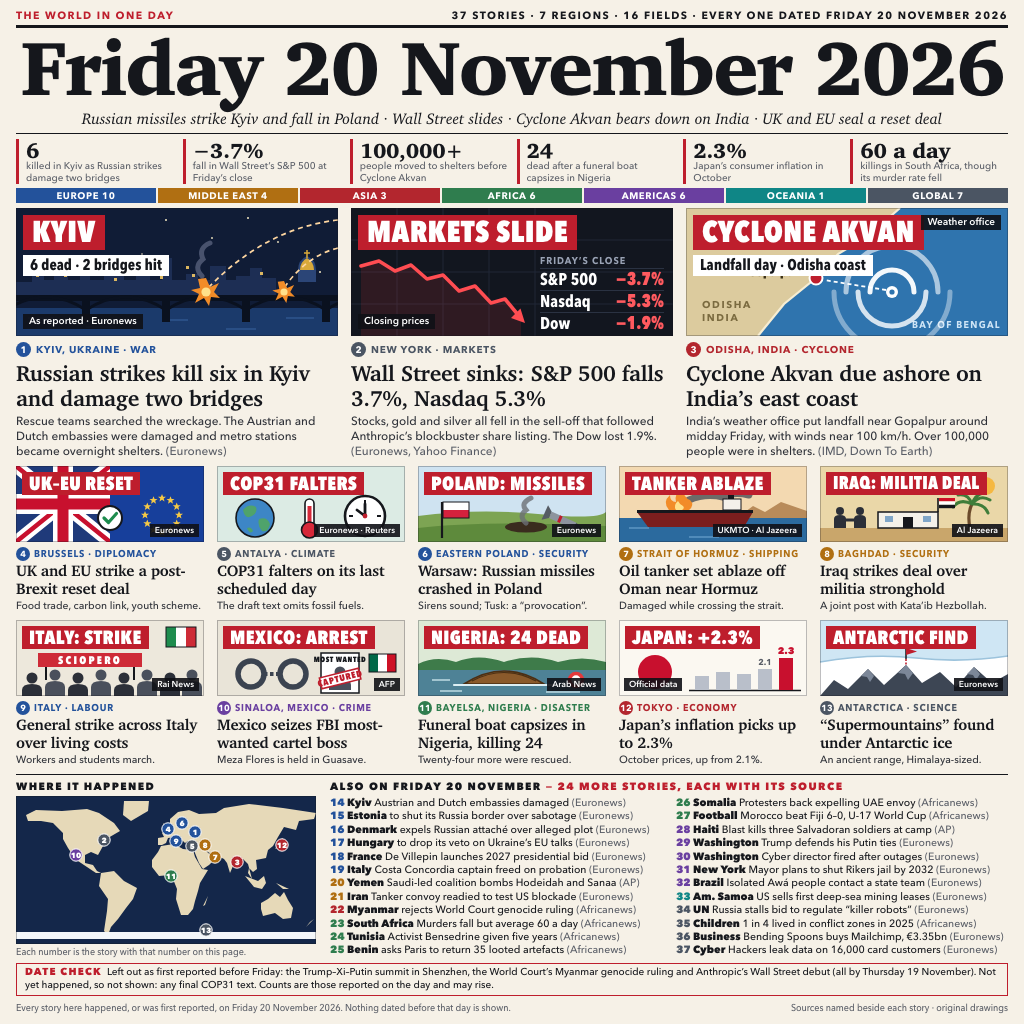 THE WORLD IN ONE DAY
37 STORIES · 7 REGIONS · 16 FIELDS · EVERY ONE DATED FRIDAY 20 NOVEMBER 2026
Friday 20 November 2026
Russian missiles strike Kyiv and fall in Poland · Wall Street slides · Cyclone Akvan bears down on India · UK and EU seal a reset deal
6
killed in Kyiv as Russian strikes
damage two bridges
−3.7%
fall in Wall Street's S&P 500 at
Friday's close
100,000+
people moved to shelters before
Cyclone Akvan
24
dead after a funeral boat
capsizes in Nigeria
2.3%
Japan's consumer inflation in
October
60 a day
killings in South Africa, though
its murder rate fell
EUROPE 10
MIDDLE EAST 4
ASIA 3
AFRICA 6
AMERICAS 6
OCEANIA 1
GLOBAL 7
KYIV
6 dead · 2 bridges hit
As reported · Euronews
MARKETS SLIDE
FRIDAY'S CLOSE
S&P 500 −3.7%
Nasdaq −5.3%
Dow −1.9%
Closing prices
CYCLONE AKVAN
Weather office
Landfall day · Odisha coast
ODISHA
INDIA
BAY OF BENGAL
1 KYIV, UKRAINE · WAR
Russian strikes kill six in Kyiv
and damage two bridges
Rescue teams searched the wreckage. The Austrian and
Dutch embassies were damaged and metro stations
became overnight shelters. (Euronews)
2 NEW YORK · MARKETS
Wall Street sinks: S&P 500 falls
3.7%, Nasdaq 5.3%
Stocks, gold and silver all fell in the sell-off that followed
Anthropic's blockbuster share listing. The Dow lost 1.9%.
(Euronews, Yahoo Finance)
3 ODISHA, INDIA · CYCLONE
Cyclone Akvan due ashore on
India's east coast
India's weather office put landfall near Gopalpur around
midday Friday, with winds near 100 km/h. Over 100,000
people were in shelters. (IMD, Down To Earth)
UK–EU RESET
Euronews
COP31 FALTERS
Euronews · Reuters
POLAND: MISSILES
Euronews
TANKER ABLAZE
UKMTO · Al Jazeera
IRAQ: MILITIA DEAL
Al Jazeera
4 BRUSSELS · DIPLOMACY
UK and EU strike a post-
Brexit reset deal
Food trade, carbon link, youth scheme.
5 ANTALYA · CLIMATE
COP31 falters on its last
scheduled day
The draft text omits fossil fuels.
6 EASTERN POLAND · SECURITY
Warsaw: Russian missiles
crashed in Poland
Sirens sound; Tusk: a "provocation".
7 STRAIT OF HORMUZ · SHIPPING
Oil tanker set ablaze off
Oman near Hormuz
Damaged while crossing the strait.
8 BAGHDAD · SECURITY
Iraq strikes deal over
militia stronghold
A joint post with Kata'ib Hezbollah.
ITALY: STRIKE
SCIOPERO
Rai News
MEXICO: ARREST
MOST WANTED
CAPTURED
AFP
NIGERIA: 24 DEAD
Arab News
JAPAN: +2.3%
2.1
2.3
Official data
ANTARCTIC FIND
Euronews
9 ITALY · LABOUR
General strike across Italy
over living costs
Workers and students march.
10 SINALOA, MEXICO · CRIME
Mexico seizes FBI most-
wanted cartel boss
Meza Flores is held in Guasave.
11 BAYELSA, NIGERIA · DISASTER
Funeral boat capsizes in
Nigeria, killing 24
Twenty-four more were rescued.
12 TOKYO · ECONOMY
Japan's inflation picks up
to 2.3%
October prices, up from 2.1%.
13 ANTARCTICA · SCIENCE
"Supermountains" found
under Antarctic ice
An ancient range, Himalaya-sized.
WHERE IT HAPPENED
1
2
3
4
5
6
7
8
9
10
11
12
13
Each number is the story with that number on this page.
ALSO ON FRIDAY 20 NOVEMBER – 24 MORE STORIES, EACH WITH ITS SOURCE
14 Kyiv Austrian and Dutch embassies damaged (Euronews)
15 Estonia to shut its Russia border over sabotage (Euronews)
16 Denmark expels Russian attaché over alleged plot (Euronews)
17 Hungary to drop its veto on Ukraine's EU talks (Euronews)
18 France De Villepin launches 2027 presidential bid (Euronews)
19 Italy Costa Concordia captain freed on probation (Euronews)
20 Yemen Saudi-led coalition bombs Hodeidah and Sanaa (AP)
21 Iran Tanker convoy readied to test US blockade (Euronews)
22 Myanmar rejects World Court genocide ruling (Africanews)
23 South Africa Murders fall but average 60 a day (Africanews)
24 Tunisia Activist Bensedrine given five years (Africanews)
25 Benin asks Paris to return 35 looted artefacts (Africanews)
26 Somalia Protesters back expelling UAE envoy (Africanews)
27 Football Morocco beat Fiji 6–0, U-17 World Cup (Africanews)
28 Haiti Blast kills three Salvadoran soldiers at camp (AP)
29 Washington Trump defends his Putin ties (Euronews)
30 Washington Cyber director fired after outages (Euronews)
31 New York Mayor plans to shut Rikers jail by 2032 (Euronews)
32 Brazil Isolated Awá people contact a state team (Euronews)
33 Am. Samoa US sells first deep-sea mining leases (Euronews)
34 UN Russia stalls bid to regulate "killer robots" (Euronews)
35 Children 1 in 4 lived in conflict zones in 2025 (Africanews)
36 Business Bending Spoons buys Mailchimp, €3.35bn (Euronews)
37 Cyber Hackers leak data on 16,000 card customers (Euronews)
DATE CHECK Left out as first reported before Friday: the Trump–Xi–Putin summit in Shenzhen, the World Court's Myanmar genocide ruling and Anthropic's Wall Street debut (all by Thursday 19 November). Not
yet happened, so not shown: any final COP31 text. Counts are those reported on the day and may rise.
Every story here happened, or was first reported, on Friday 20 November 2026. Nothing dated before that day is shown.
Sources named beside each story · original drawings